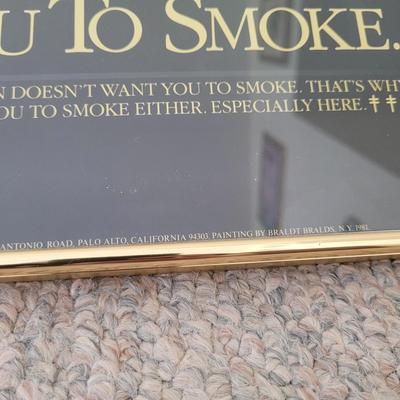 U TO SMOKE.
N DOESN'T WANT YOU TO SMOKE. THAT'S WHY
OU TO SMOKE EITHER. ESPECIALLY HERE.
ANTONIO ROAD, PALO ALTO, CALIFORNIA 94303. PAINTING BY BRALDT BRALDS, N.Y. 1981.